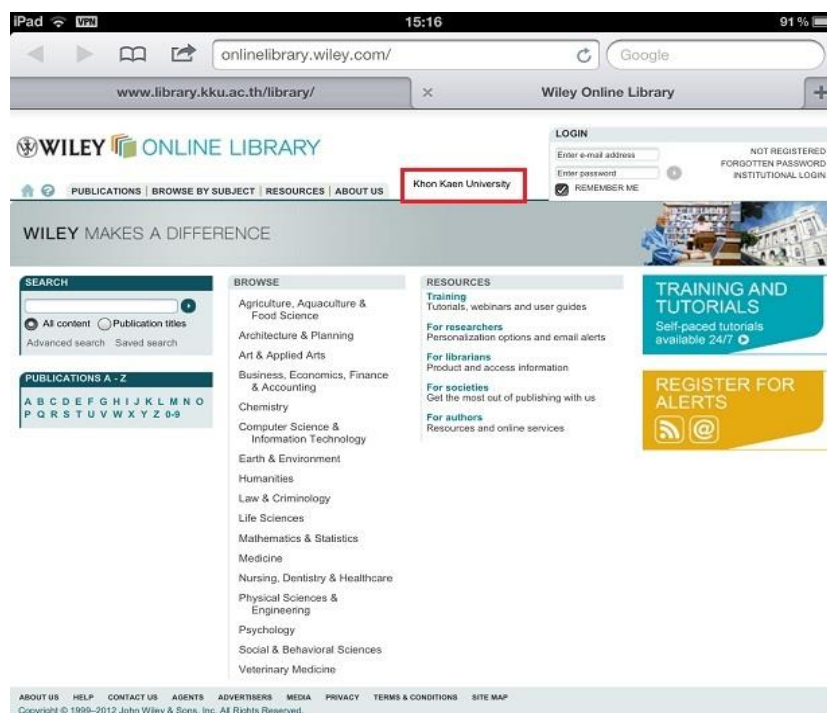 iPad VPN 15:16 91 %
onlinelibrary.wiley.com/ Google
www.library.kku.ac.th/library/ × Wiley Online Library +
WILEY ONLINE LIBRARY
LOGIN
Enter e-mail address
Enter password
REMEMBER ME
NOT REGISTERED
FORGOTTEN PASSWORD
INSTITUTIONAL LOGIN
PUBLICATIONS | BROWSE BY SUBJECT | RESOURCES | ABOUT US
Khon Kaen University
WILEY MAKES A DIFFERENCE
SEARCH
All content Publication titles
Advanced search Saved search
PUBLICATIONS A - Z
A B C D E F G H I J K L M N O
P Q R S T U V W X Y Z 0-9
BROWSE
Agriculture, Aquaculture &
Food Science
Architecture & Planning
Art & Applied Arts
Business, Economics, Finance
& Accounting
Chemistry
Computer Science &
Information Technology
Earth & Environment
Humanities
Law & Criminology
Life Sciences
Mathematics & Statistics
Medicine
Nursing, Dentistry & Healthcare
Physical Sciences &
Engineering
Psychology
Social & Behavioral Sciences
Veterinary Medicine
RESOURCES
Training
Tutorials, webinars and user guides
For researchers
Personalization options and email alerts
For librarians
Product and access information
For societies
Get the most out of publishing with us
For authors
Resources and online services
TRAINING AND
TUTORIALS
Self-paced tutorials
available 24/7
REGISTER FOR
ALERTS
@
ABOUT US HELP CONTACT US AGENTS ADVERTISERS MEDIA PRIVACY TERMS & CONDITIONS SITE MAP
Copyright © 1999–2012 John Wiley & Sons, Inc. All Rights Reserved.